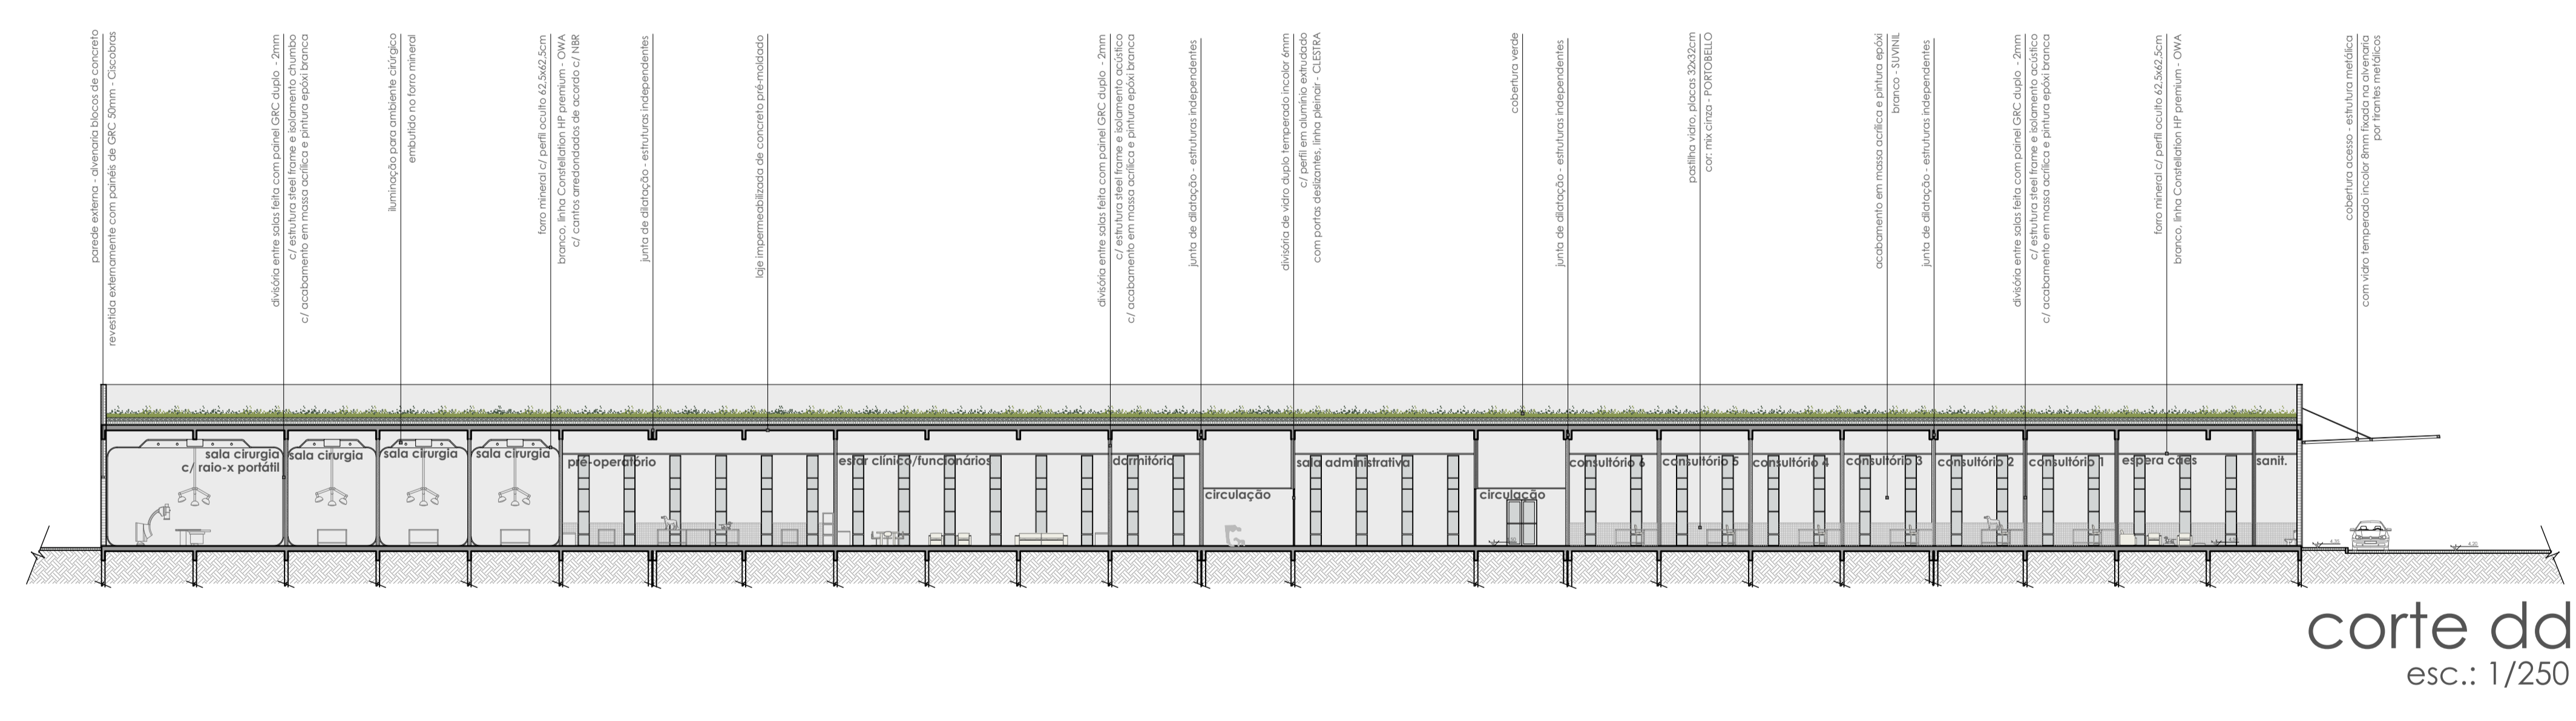 parede externa - alvenaria blocos de concreto
revestida externamente com painéis de GRC 50mm - Ciscobras
divisória entre salas feita com painel GRC duplo - 2mm
c/ estrutura steel frame e isolamento chumbo
c/ acabamento em massa acrílica e pintura epóxi branca
iluminação para ambiente cirúrgico
embutido no forro mineral
forro mineral c/ perfil oculto 62,5x62,5cm
branco, linha Constellation HP premium - OWA
c/ cantos arredondados de acordo c/ NBR
junta de dilatação - estruturas independentes
laje impermeabilizada de concreto pré-moldado
divisória entre salas feita com painel GRC duplo - 2mm
c/ estrutura steel frame e isolamento acústico
c/ acabamento em massa acrílica e pintura epóxi branca
junta de dilatação - estruturas independentes
divisória de vidro duplo temperado incolor 6mm
c/ perfil em alumínio extrudado
com portas deslizantes, linha pleinair - CLESTRA
cobertura verde
junta de dilatação - estruturas independentes
pastilha vidro, placas 32x32cm
cor: mix cinza - PORTOBELLO
acabamento em massa acrílica e pintura epóxi
branco - SUVINIL
junta de dilatação - estruturas independentes
divisória entre salas feita com painel GRC duplo - 2mm
c/ estrutura steel frame e isolamento acústico
c/ acabamento em massa acrílica e pintura epóxi branca
forro mineral c/ perfil oculto 62,5x62,5cm
branco, linha Constellation HP premium - OWA
cobertura acesso - estrutura metálica
com vidro temperado incolor 8mm fixada na alvenaria
por tirantes metálicos
sala cirurgia
c/ raio-x portátil
sala cirurgia
sala cirurgia
sala cirurgia
pré-operatório
estar clínico/funcionários
dormitório
circulação
sala administrativa
circulação
consultório 6
consultório 5
consultório 4
consultório 3
consultório 2
consultório 1
espera cães
sanit.
corte dd
esc.: 1/250